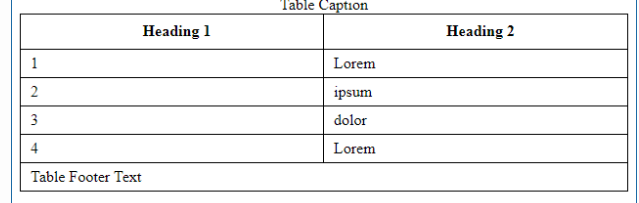 Table Caption
Heading 1 Heading 2
1 Lorem
2 ipsum
3 dolor
4 Lorem
Table Footer Text